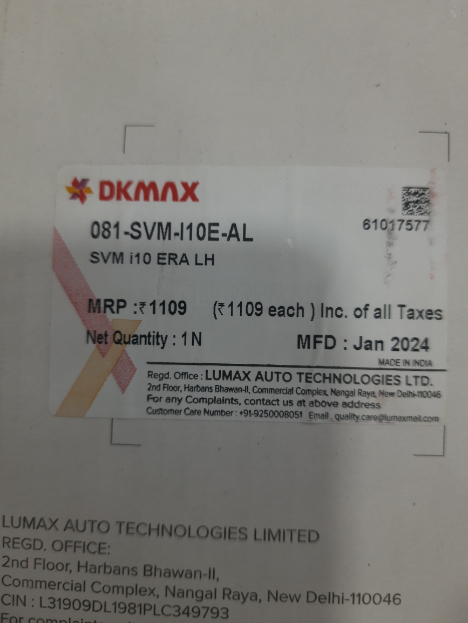 DKMAX
61017577
081-SVM-I10E-AL
SVM i10 ERA LH
MRP :₹1109 (₹1109 each ) Inc. of all Taxes
Net Quantity : 1 N MFD : Jan 2024
MADE IN INDIA
Regd. Office : LUMAX AUTO TECHNOLOGIES LTD.
2nd Floor, Harbans Bhawan-II, Commercial Complex, Nangal Raya, New Delhi-110046
For any Complaints, contact us at above address
Customer Care Number : +91-9250008051 Email . quality.care@lumaxmail.com
LUMAX AUTO TECHNOLOGIES LIMITED
REGD. OFFICE:
2nd Floor, Harbans Bhawan-II,
Commercial Complex, Nangal Raya, New Delhi-110046
CIN : L31909DL1981PLC349793
For